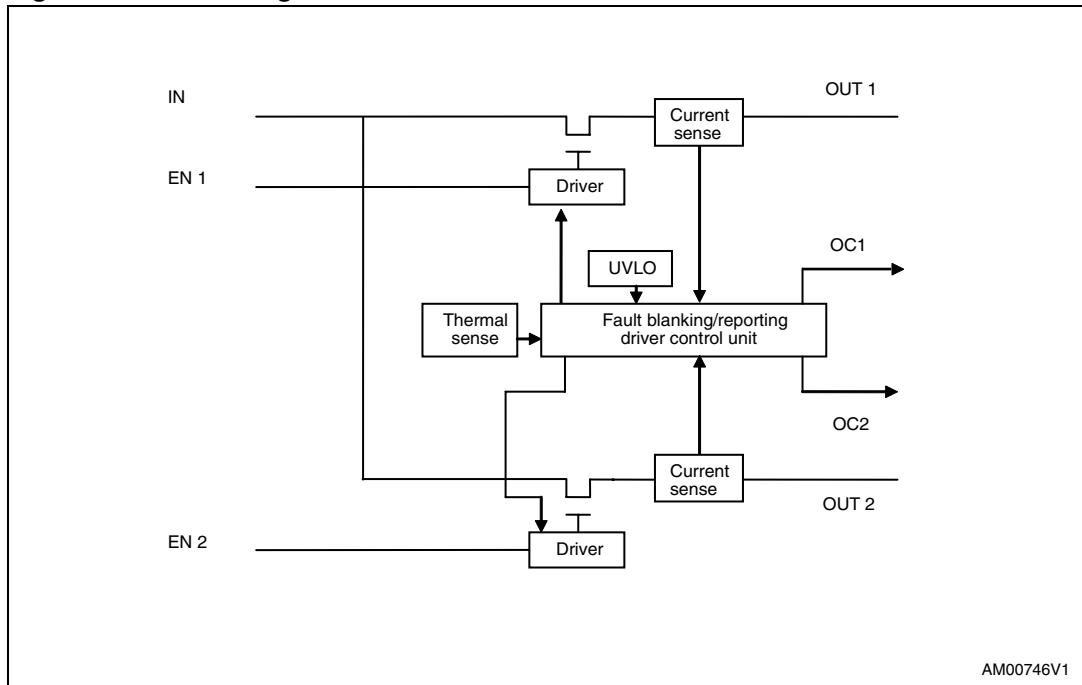 IN
OUT 1
Current
sense
EN 1
Driver
OC1
UVLO
Thermal
sense
Fault blanking/reporting
driver control unit
OC2
Current
sense
OUT 2
EN 2
Driver
AM00746V1